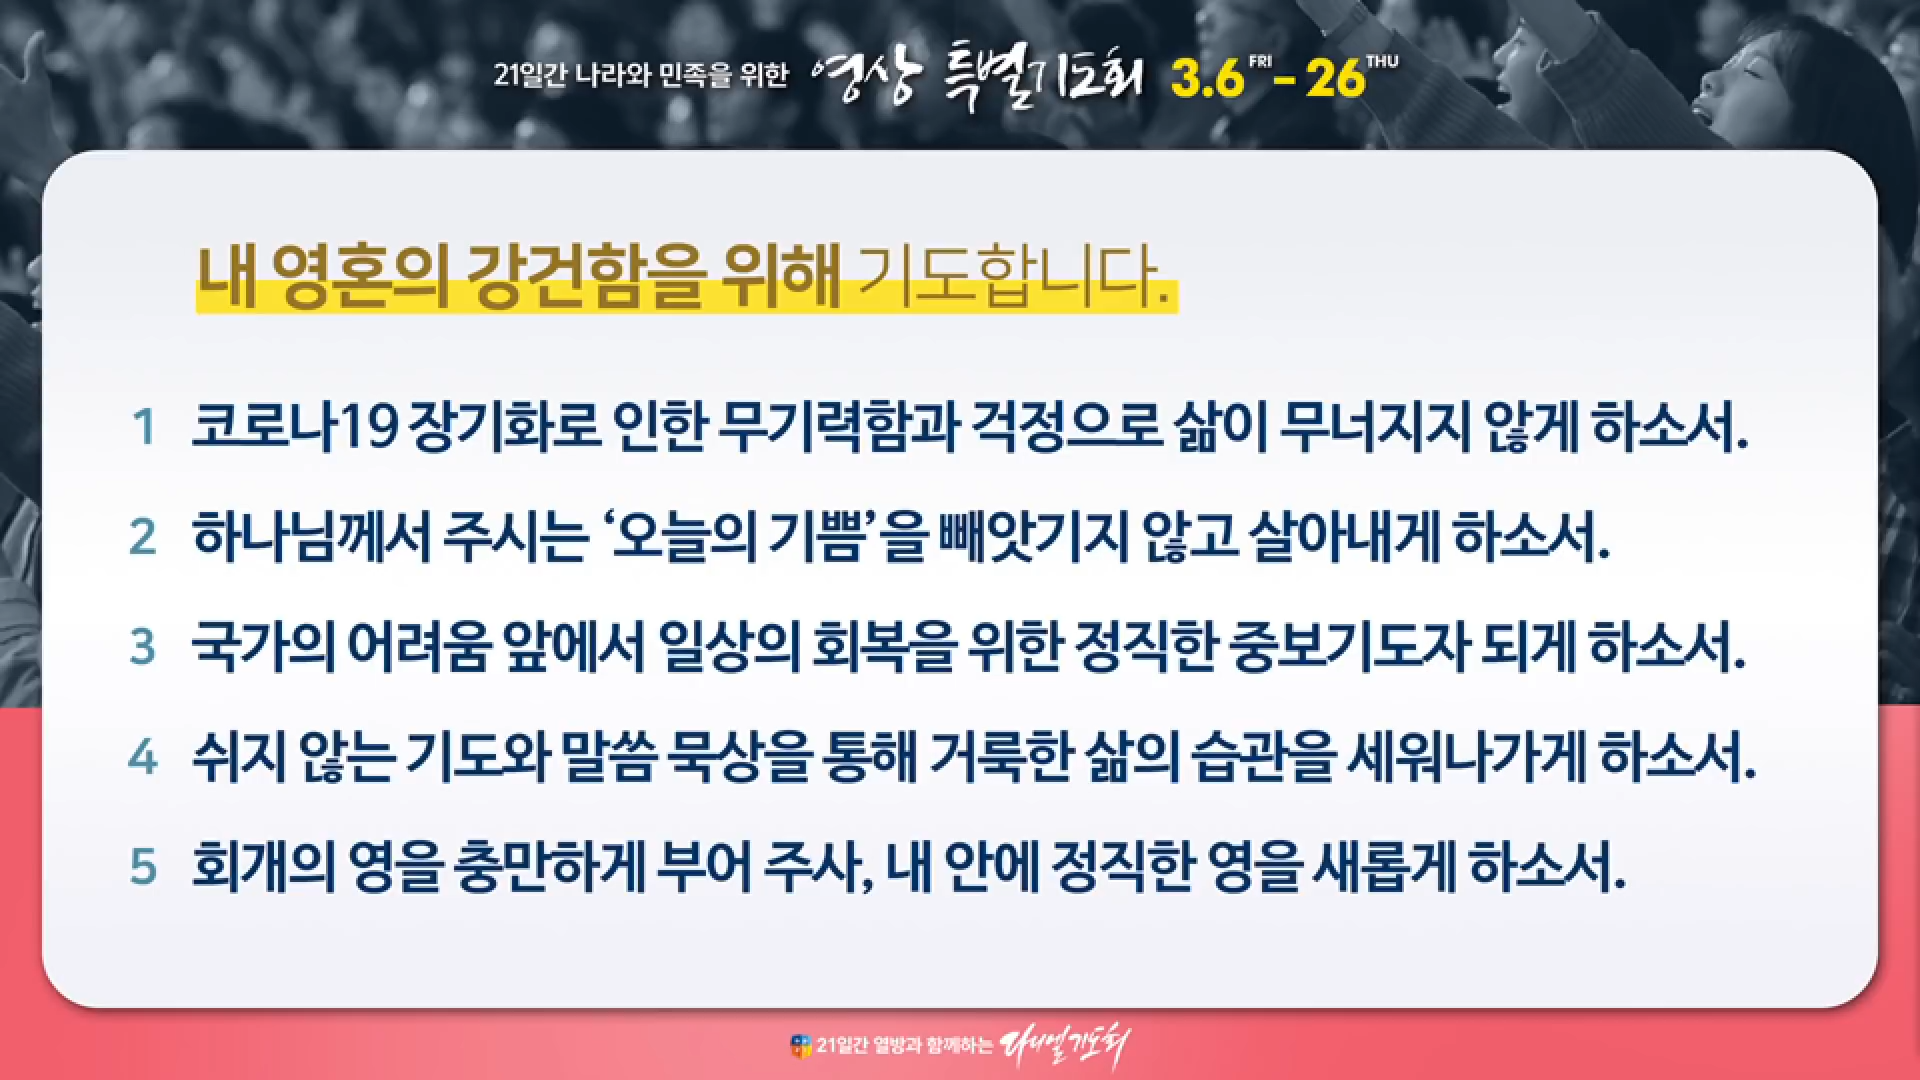 21일간 나라와 민족을 위한 영상 특별기도회 3.6 FRI - 26 THU
내 영혼의 강건함을 위해 기도합니다.
1 코로나19 장기화로 인한 무기력함과 걱정으로 삶이 무너지지 않게 하소서.
2 하나님께서 주시는 ‘오늘의 기쁨’을 빼앗기지 않고 살아내게 하소서.
3 국가의 어려움 앞에서 일상의 회복을 위한 정직한 중보기도자 되게 하소서.
4 쉬지 않는 기도와 말씀 묵상을 통해 거룩한 삶의 습관을 세워나가게 하소서.
5 회개의 영을 충만하게 부어 주사, 내 안에 정직한 영을 새롭게 하소서.
21일간 열방과 함께하는 다니엘기도회